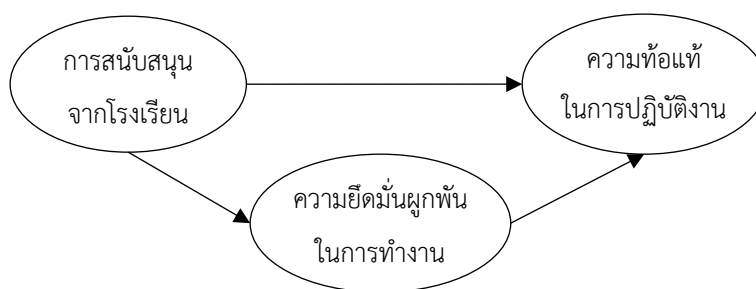 การสนับสนุน
จากโรงเรียน
ความท้อแท้
ในการปฏิบัติงาน
ความยึดมั่นผูกพัน
ในการทำงาน